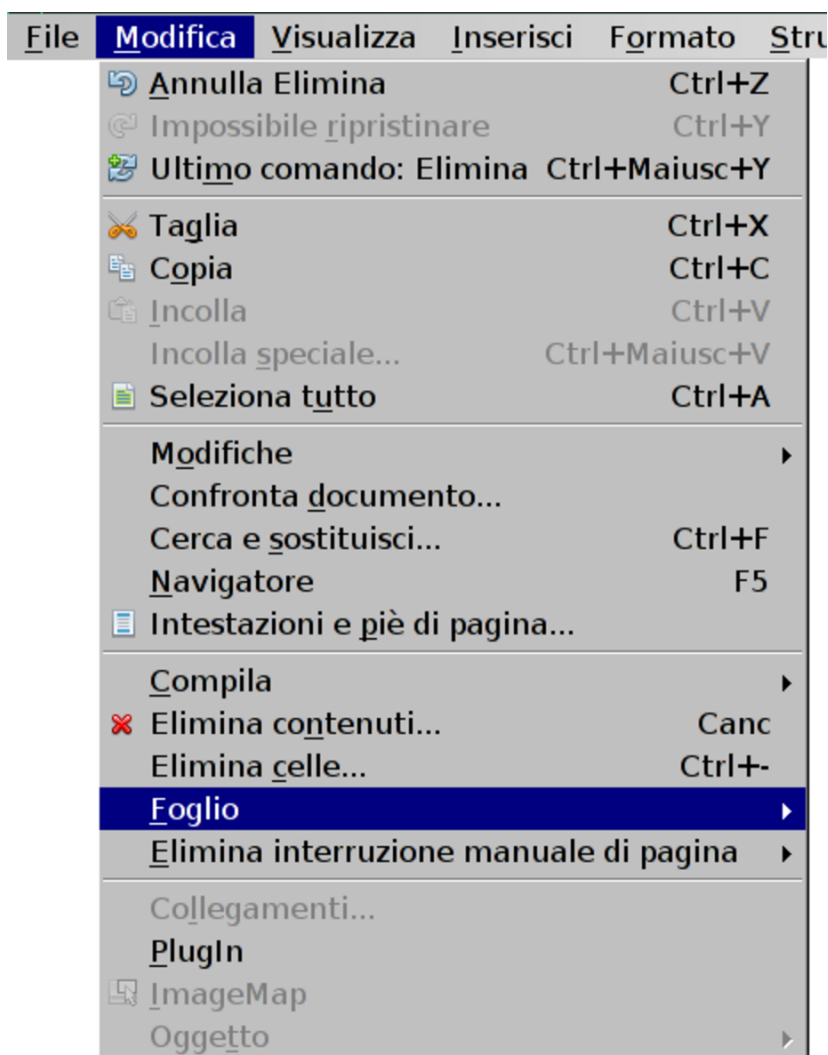 File Modifica Visualizza Inserisci Formato Stru
Annulla Elimina Ctrl+Z
Impossibile ripristinare Ctrl+Y
Ultimo comando: Elimina Ctrl+Maiusc+Y
Taglia Ctrl+X
Copia Ctrl+C
Incolla Ctrl+V
Incolla speciale... Ctrl+Maiusc+V
Seleziona tutto Ctrl+A
Modifiche
Confronta documento...
Cerca e sostituisci... Ctrl+F
Navigatore F5
Intestazioni e piè di pagina...
Compila
Elimina contenuti... Canc
Elimina celle... Ctrl+-
Foglio
Elimina interruzione manuale di pagina
Collegamenti...
PlugIn
ImageMap
Oggetto